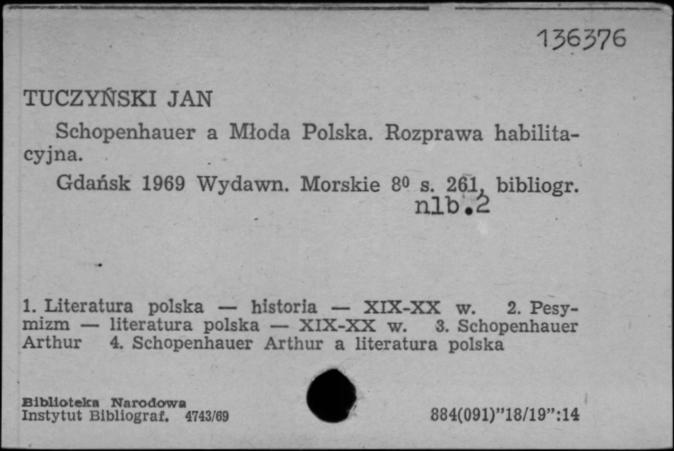 136376
TUCZYŃSKI JAN
Schopenhauer a Młoda Polska. Rozprawa habilita-
cyjna.
Gdańsk 1969 Wydawn. Morskie 8⁰ s. 261, bibliogr.
nlb.2
1. Literatura polska — historia — XIX-XX w. 2. Pesy-
mizm — literatura polska — XIX-XX w. 3. Schopenhauer
Arthur 4. Schopenhauer Arthur a literatura polska
Biblioteka Narodowa
Instytut Bibliograf. 4743/69
884(091)"18/19":14